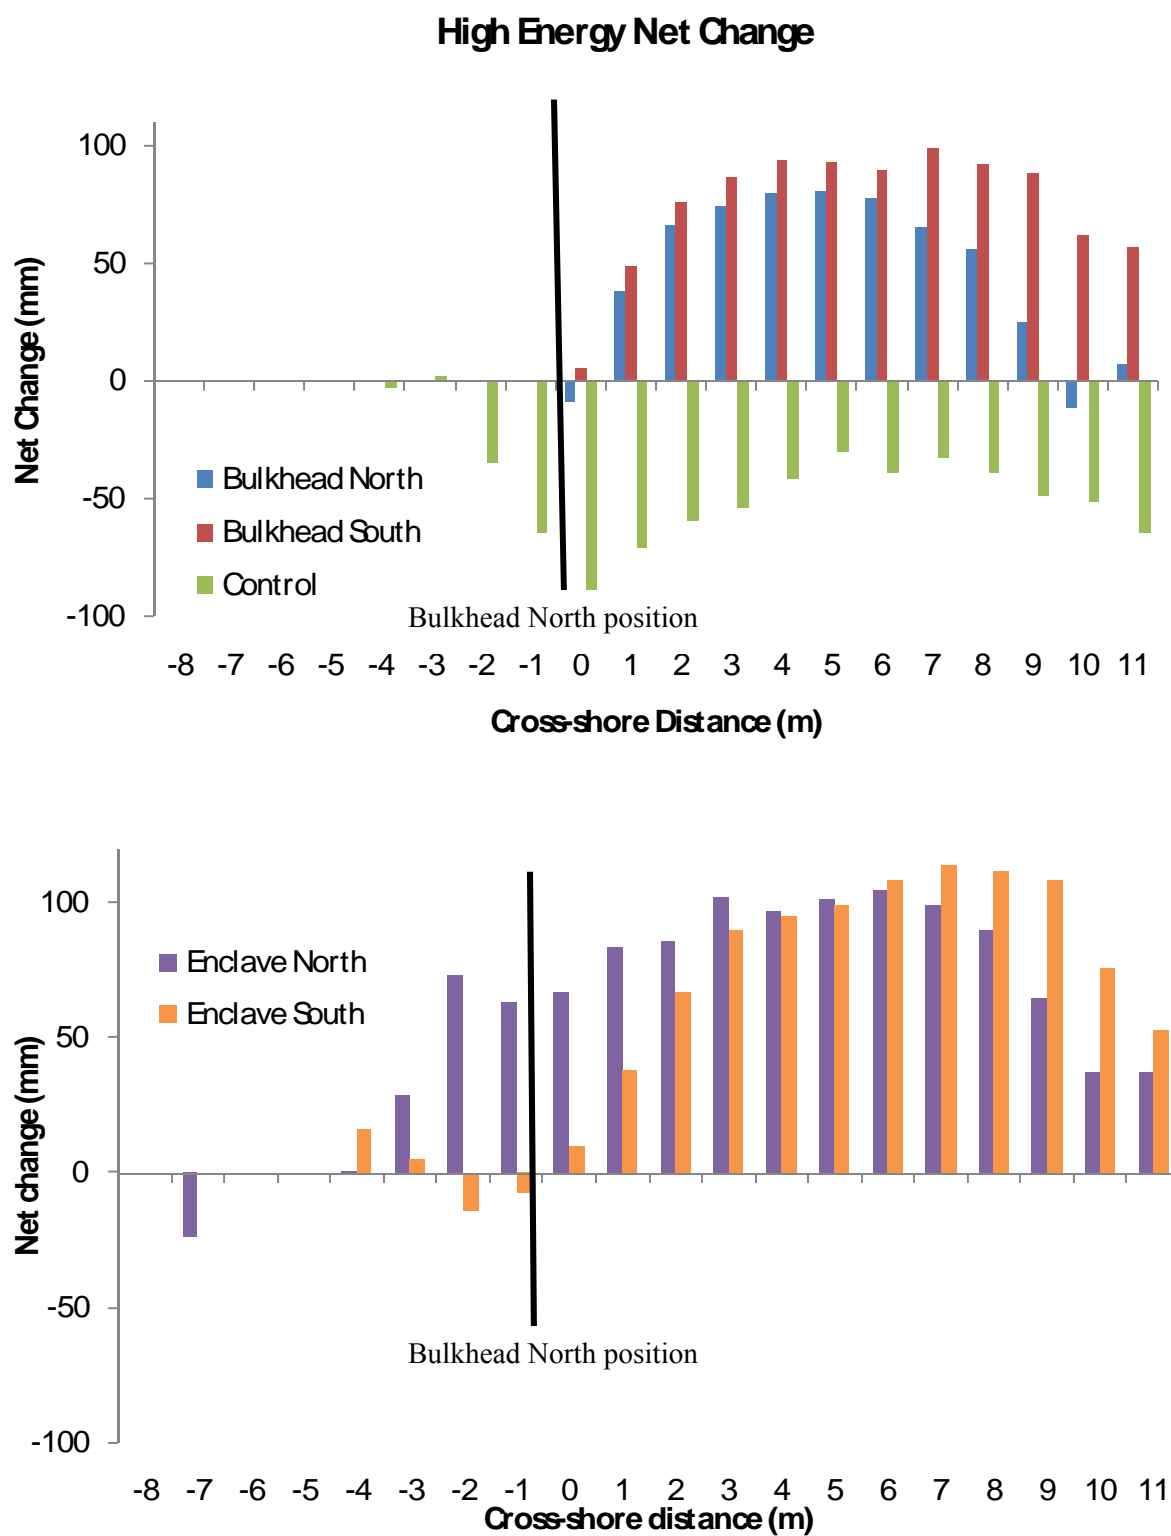 High Energy Net Change
100
50
0
-50
-100
Net Change (mm)
Bulkhead North
Bulkhead South
Control
Bulkhead North position
-8 -7 -6 -5 -4 -3 -2 -1 0 1 2 3 4 5 6 7 8 9 10 11
Cross-shore Distance (m)
100
50
0
-50
-100
Net change (mm)
Enclave North
Enclave South
Bulkhead North position
-8 -7 -6 -5 -4 -3 -2 -1 0 1 2 3 4 5 6 7 8 9 10 11
Cross-shore distance (m)